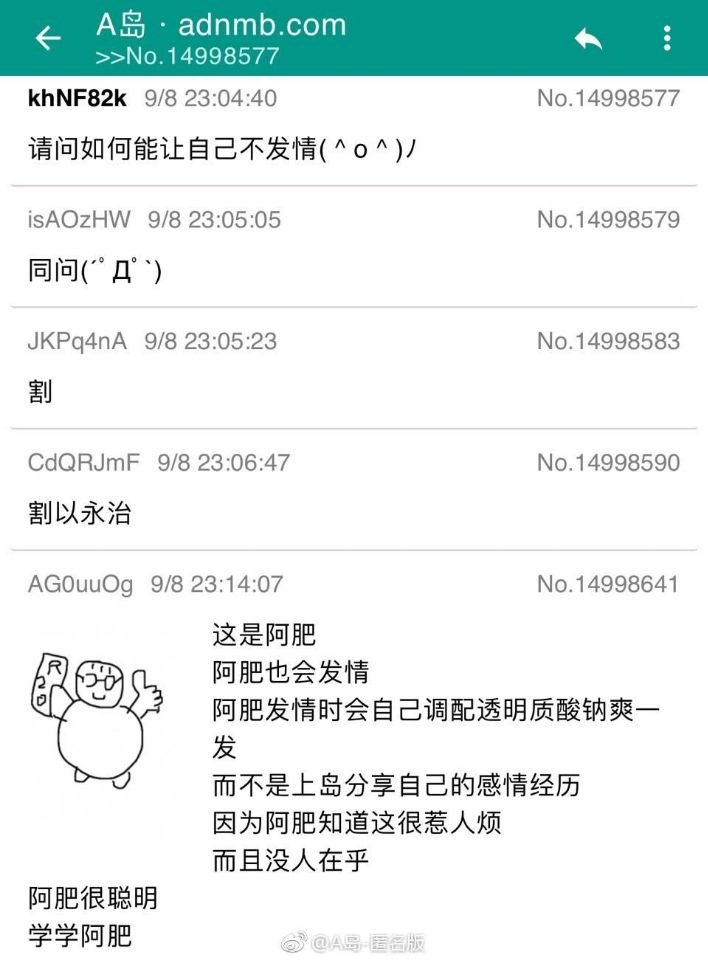 A岛 · adnmb.com
>>No.14998577
khNF82k 9/8 23:04:40 No.14998577
请问如何能让自己不发情(＾o＾)ﾉ
isAOzHW 9/8 23:05:05 No.14998579
同问(´ﾟДﾟ`)
JKPq4nA 9/8 23:05:23 No.14998583
割
CdQRJmF 9/8 23:06:47 No.14998590
割以永治
AG0uuOg 9/8 23:14:07 No.14998641
这是阿肥
阿肥也会发情
阿肥发情时会自己调配透明质酸钠爽一
发
而不是上岛分享自己的感情经历
因为阿肥知道这很惹人烦
而且没人在乎
阿肥很聪明
学学阿肥
@A岛-匿名版